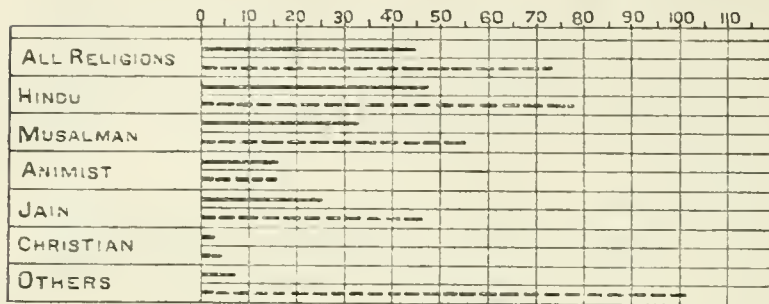 0 10 20 30 40 50 60 70 80 90 100 110
ALL RELIGIONS
HINDU
MUSALMAN
ANIMIST
JAIN
CHRISTIAN
OTHERS